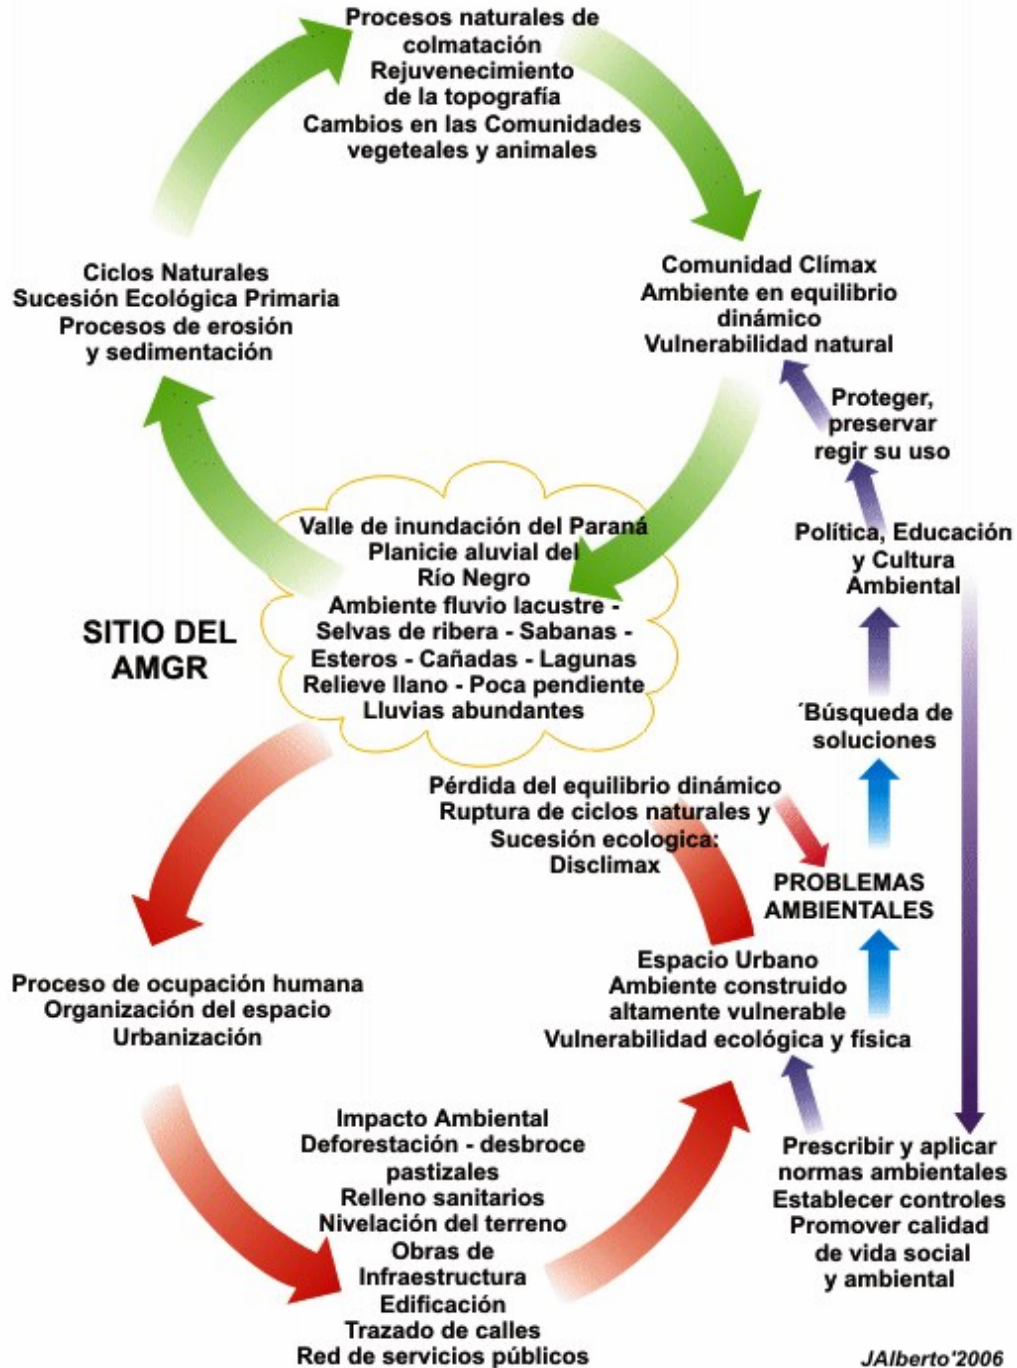 Procesos naturales de
colmatación
Rejuvenecimiento
de la topografía
Cambios en las Comunidades
vegeteales y animales
Ciclos Naturales
Sucesión Ecológica Primaria
Procesos de erosión
y sedimentación
Comunidad Clímax
Ambiente en equilibrio
dinámico
Vulnerabilidad natural
Proteger,
preservar
regir su uso
Política, Educación
y Cultura
Ambiental
Valle de inundación del Paraná
Planicie aluvial del
Río Negro
Ambiente fluvio lacustre -
Selvas de ribera - Sabanas -
Esteros - Cañadas - Lagunas
Relieve llano - Poca pendiente
Lluvias abundantes
SITIO DEL
AMGR
´Búsqueda de
soluciones
Pérdida del equilibrio dinámico
Ruptura de ciclos naturales y
Sucesión ecologica:
Disclimax
PROBLEMAS
AMBIENTALES
Espacio Urbano
Ambiente construido
altamente vulnerable
Vulnerabilidad ecológica y física
Proceso de ocupación humana
Organización del espacio
Urbanización
Impacto Ambiental
Deforestación - desbroce
pastizales
Relleno sanitarios
Nivelación del terreno
Obras de
Infraestructura
Edificación
Trazado de calles
Red de servicios públicos
Prescribir y aplicar
normas ambientales
Establecer controles
Promover calidad
de vida social
y ambiental
JAlberto'2006